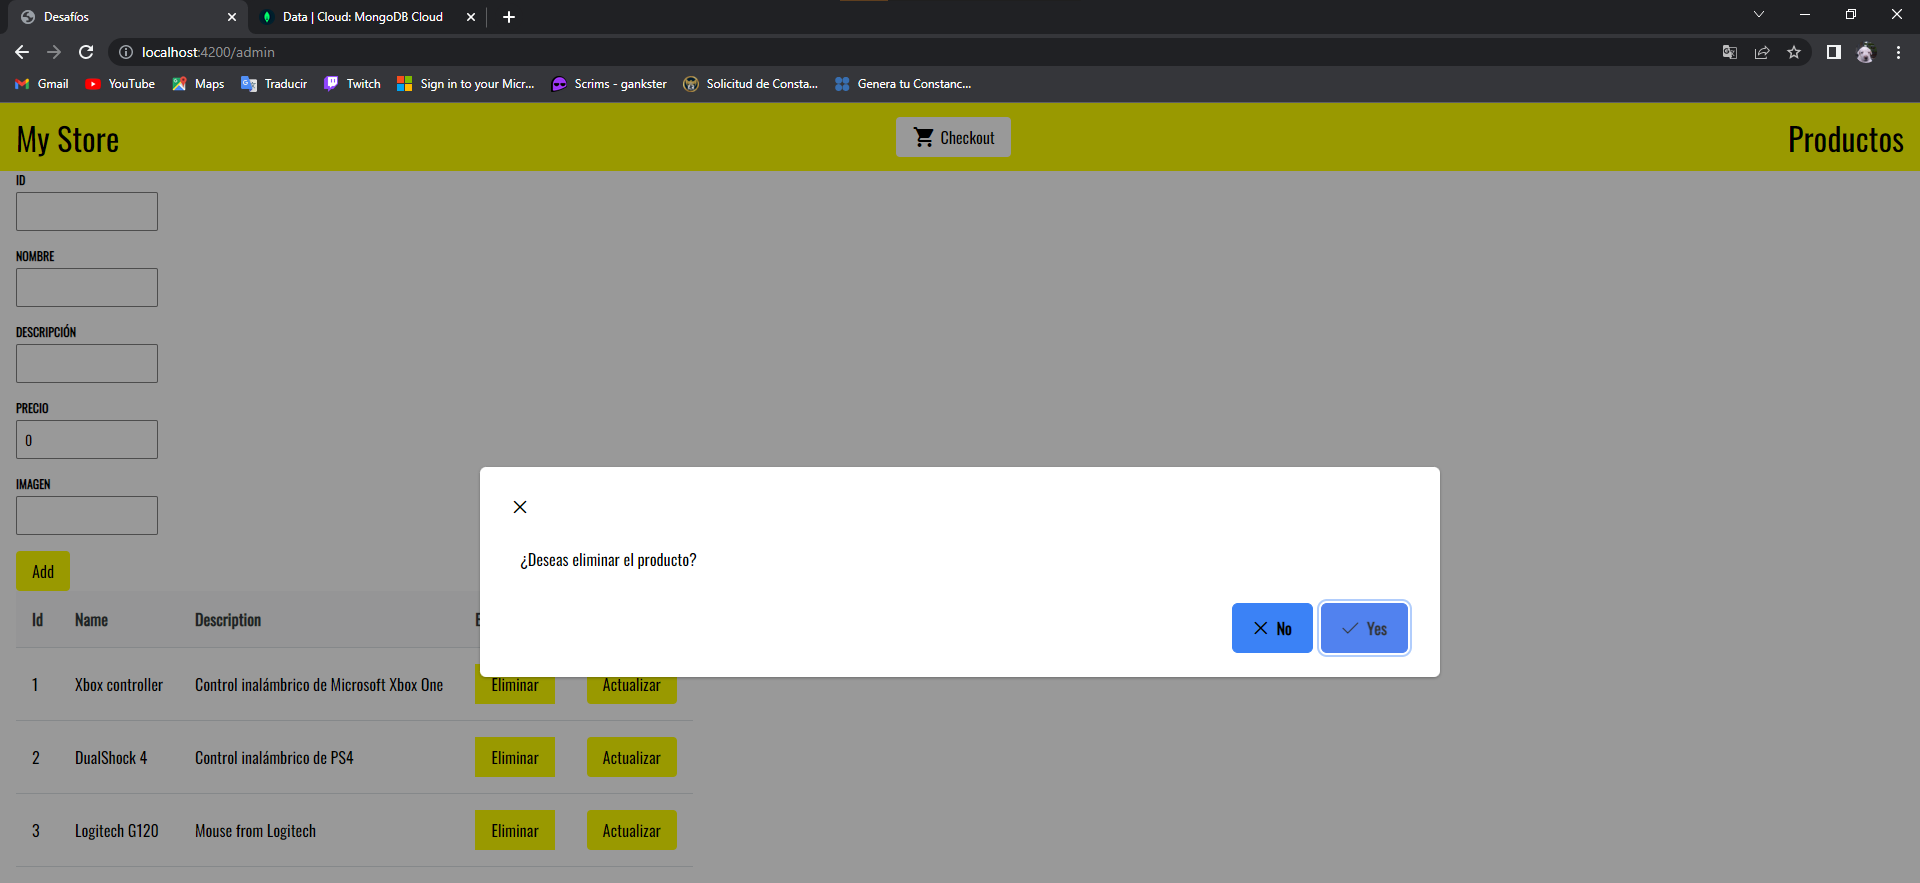 Desafíos
Data | Cloud: MongoDB Cloud
localhost:4200/admin
Gmail
YouTube
Maps
Traducir
Twitch
Sign in to your Micr...
Scrims - gankster
Solicitud de Consta...
Genera tu Constanc...
My Store
Checkout
Productos
ID
NOMBRE
DESCRIPCIÓN
PRECIO
0
IMAGEN
Add
¿Deseas eliminar el producto?
No
Yes
Id Name Description
1 Xbox controller Control inalámbrico de Microsoft Xbox One Eliminar Actualizar
2 DualShock 4 Control inalámbrico de PS4 Eliminar Actualizar
3 Logitech G120 Mouse from Logitech Eliminar Actualizar